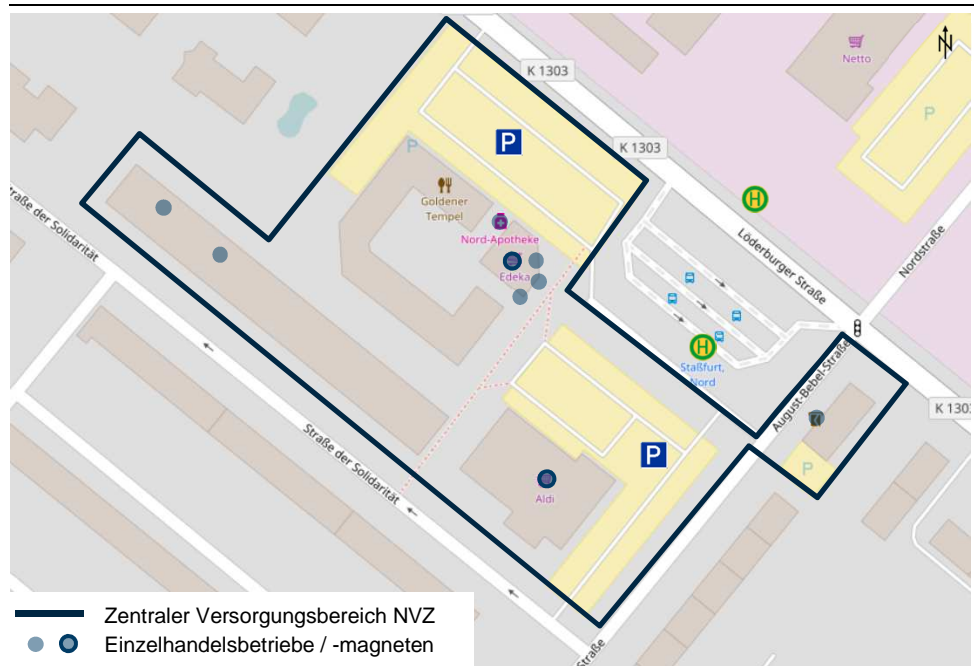 K 1303
Netto
N
P
P
P
K 1303
Goldener
Tempel
H
Nord-Apotheke
Edeka
Löderburger Straße
Nordstraße
Straße der Solidarität
H
Staßfurt,
Nord
August-Bebel-Straße
K 1303
Straße der Solidarität
P
P
Aldi
Straße
Zentraler Versorgungsbereich NVZ
Einzelhandelsbetriebe / -magneten